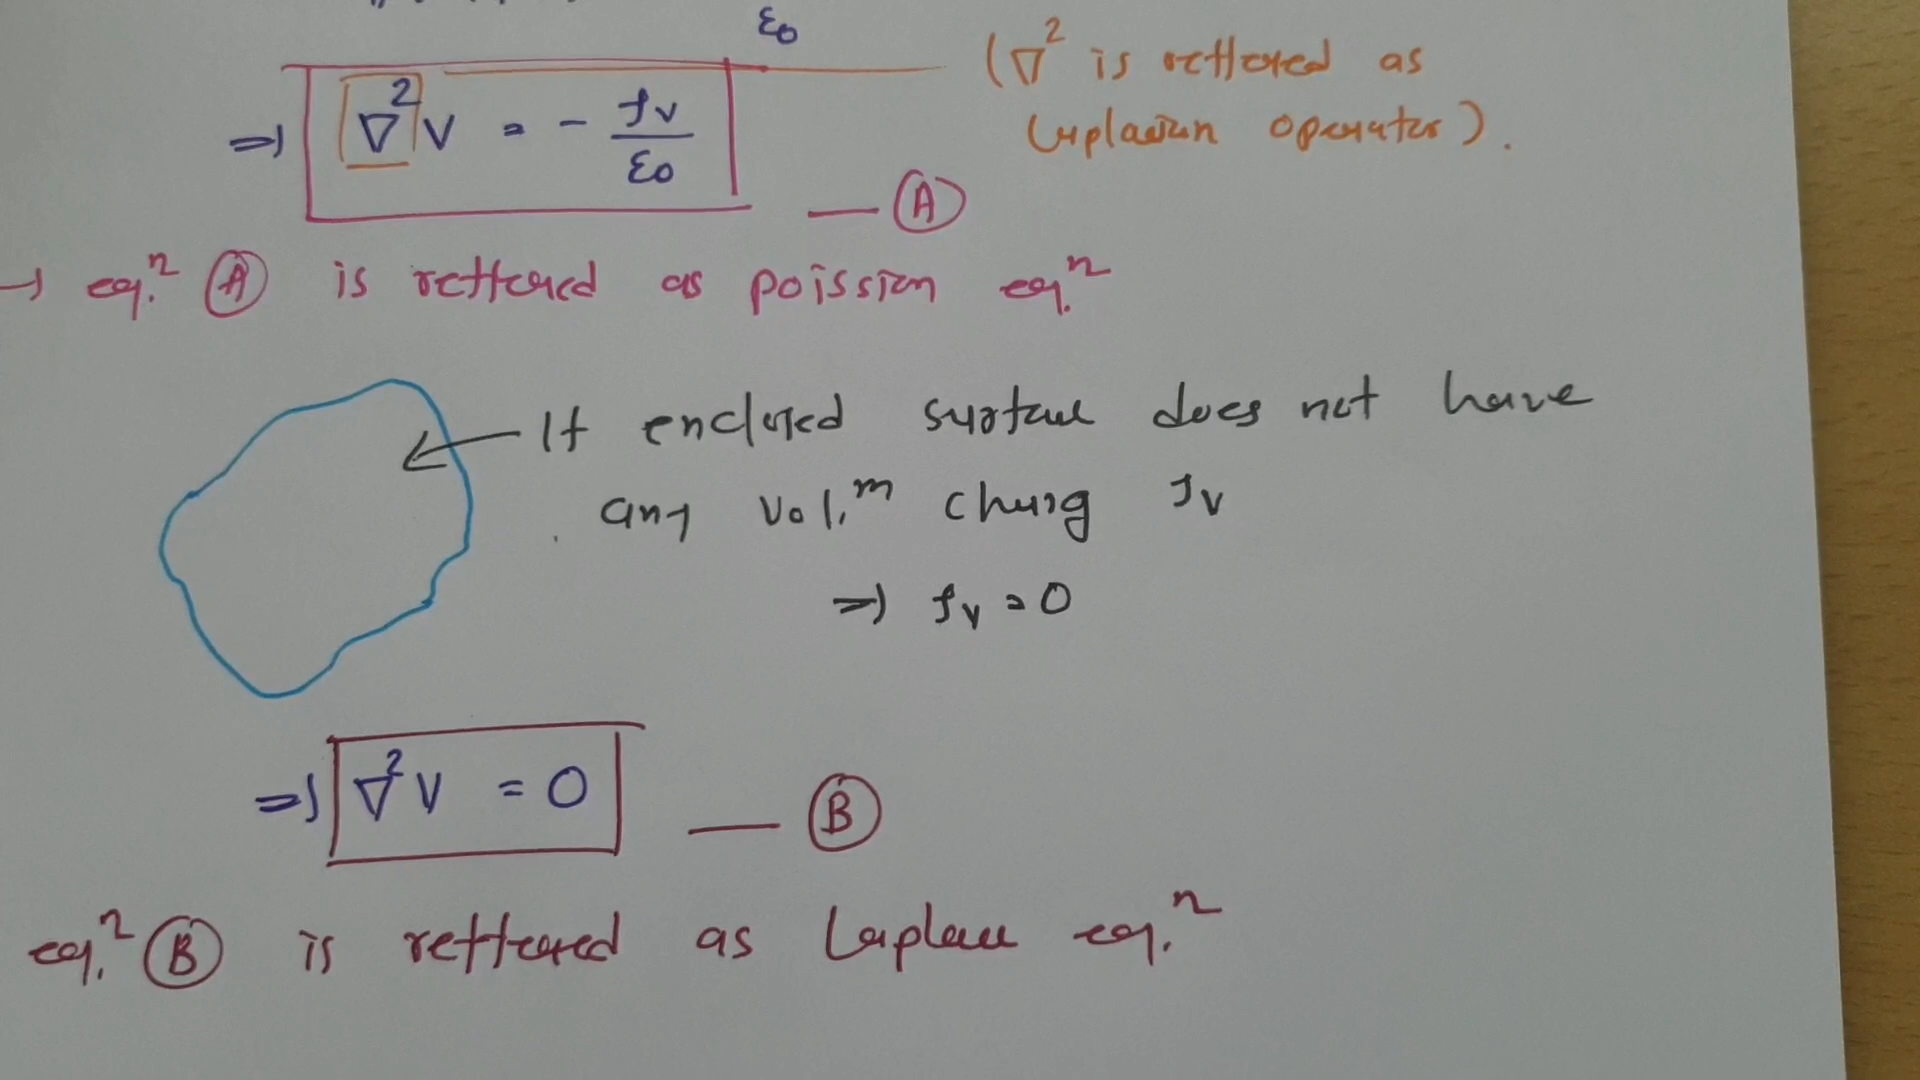 ε0
⇒ ∇²V = - ρv / ε0 — (A)
(∇² is reffered as
Laplacian operator).
→ eq.ⁿ (A) is reffered as poission eq.ⁿ
If enclosed surface does not have
any vol.ᵐ charg ρv
⇒ ρv = 0
⇒ ∇²V = 0 — (B)
eq.ⁿ (B) is reffered as Laplace eq.ⁿ